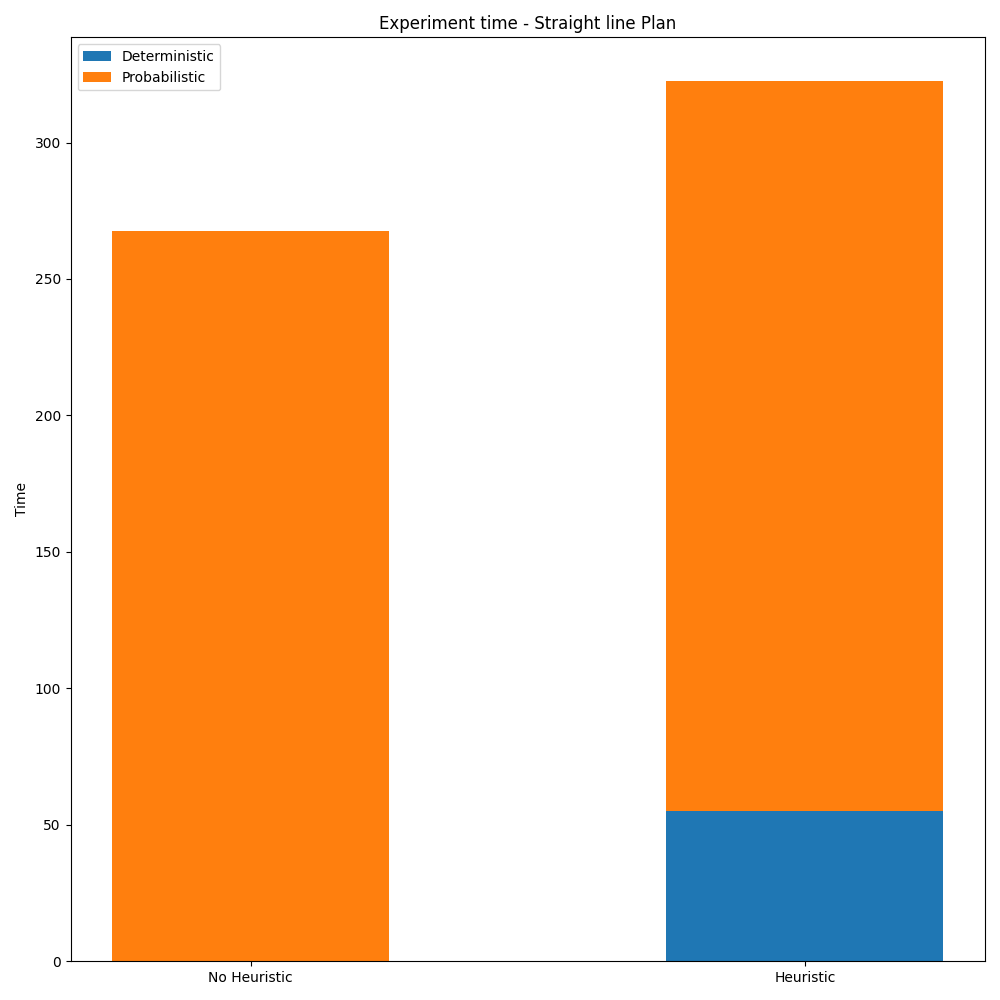 Experiment time - Straight line Plan
Deterministic
Probabilistic
300
250
200
150
100
50
0
Time
No Heuristic
Heuristic